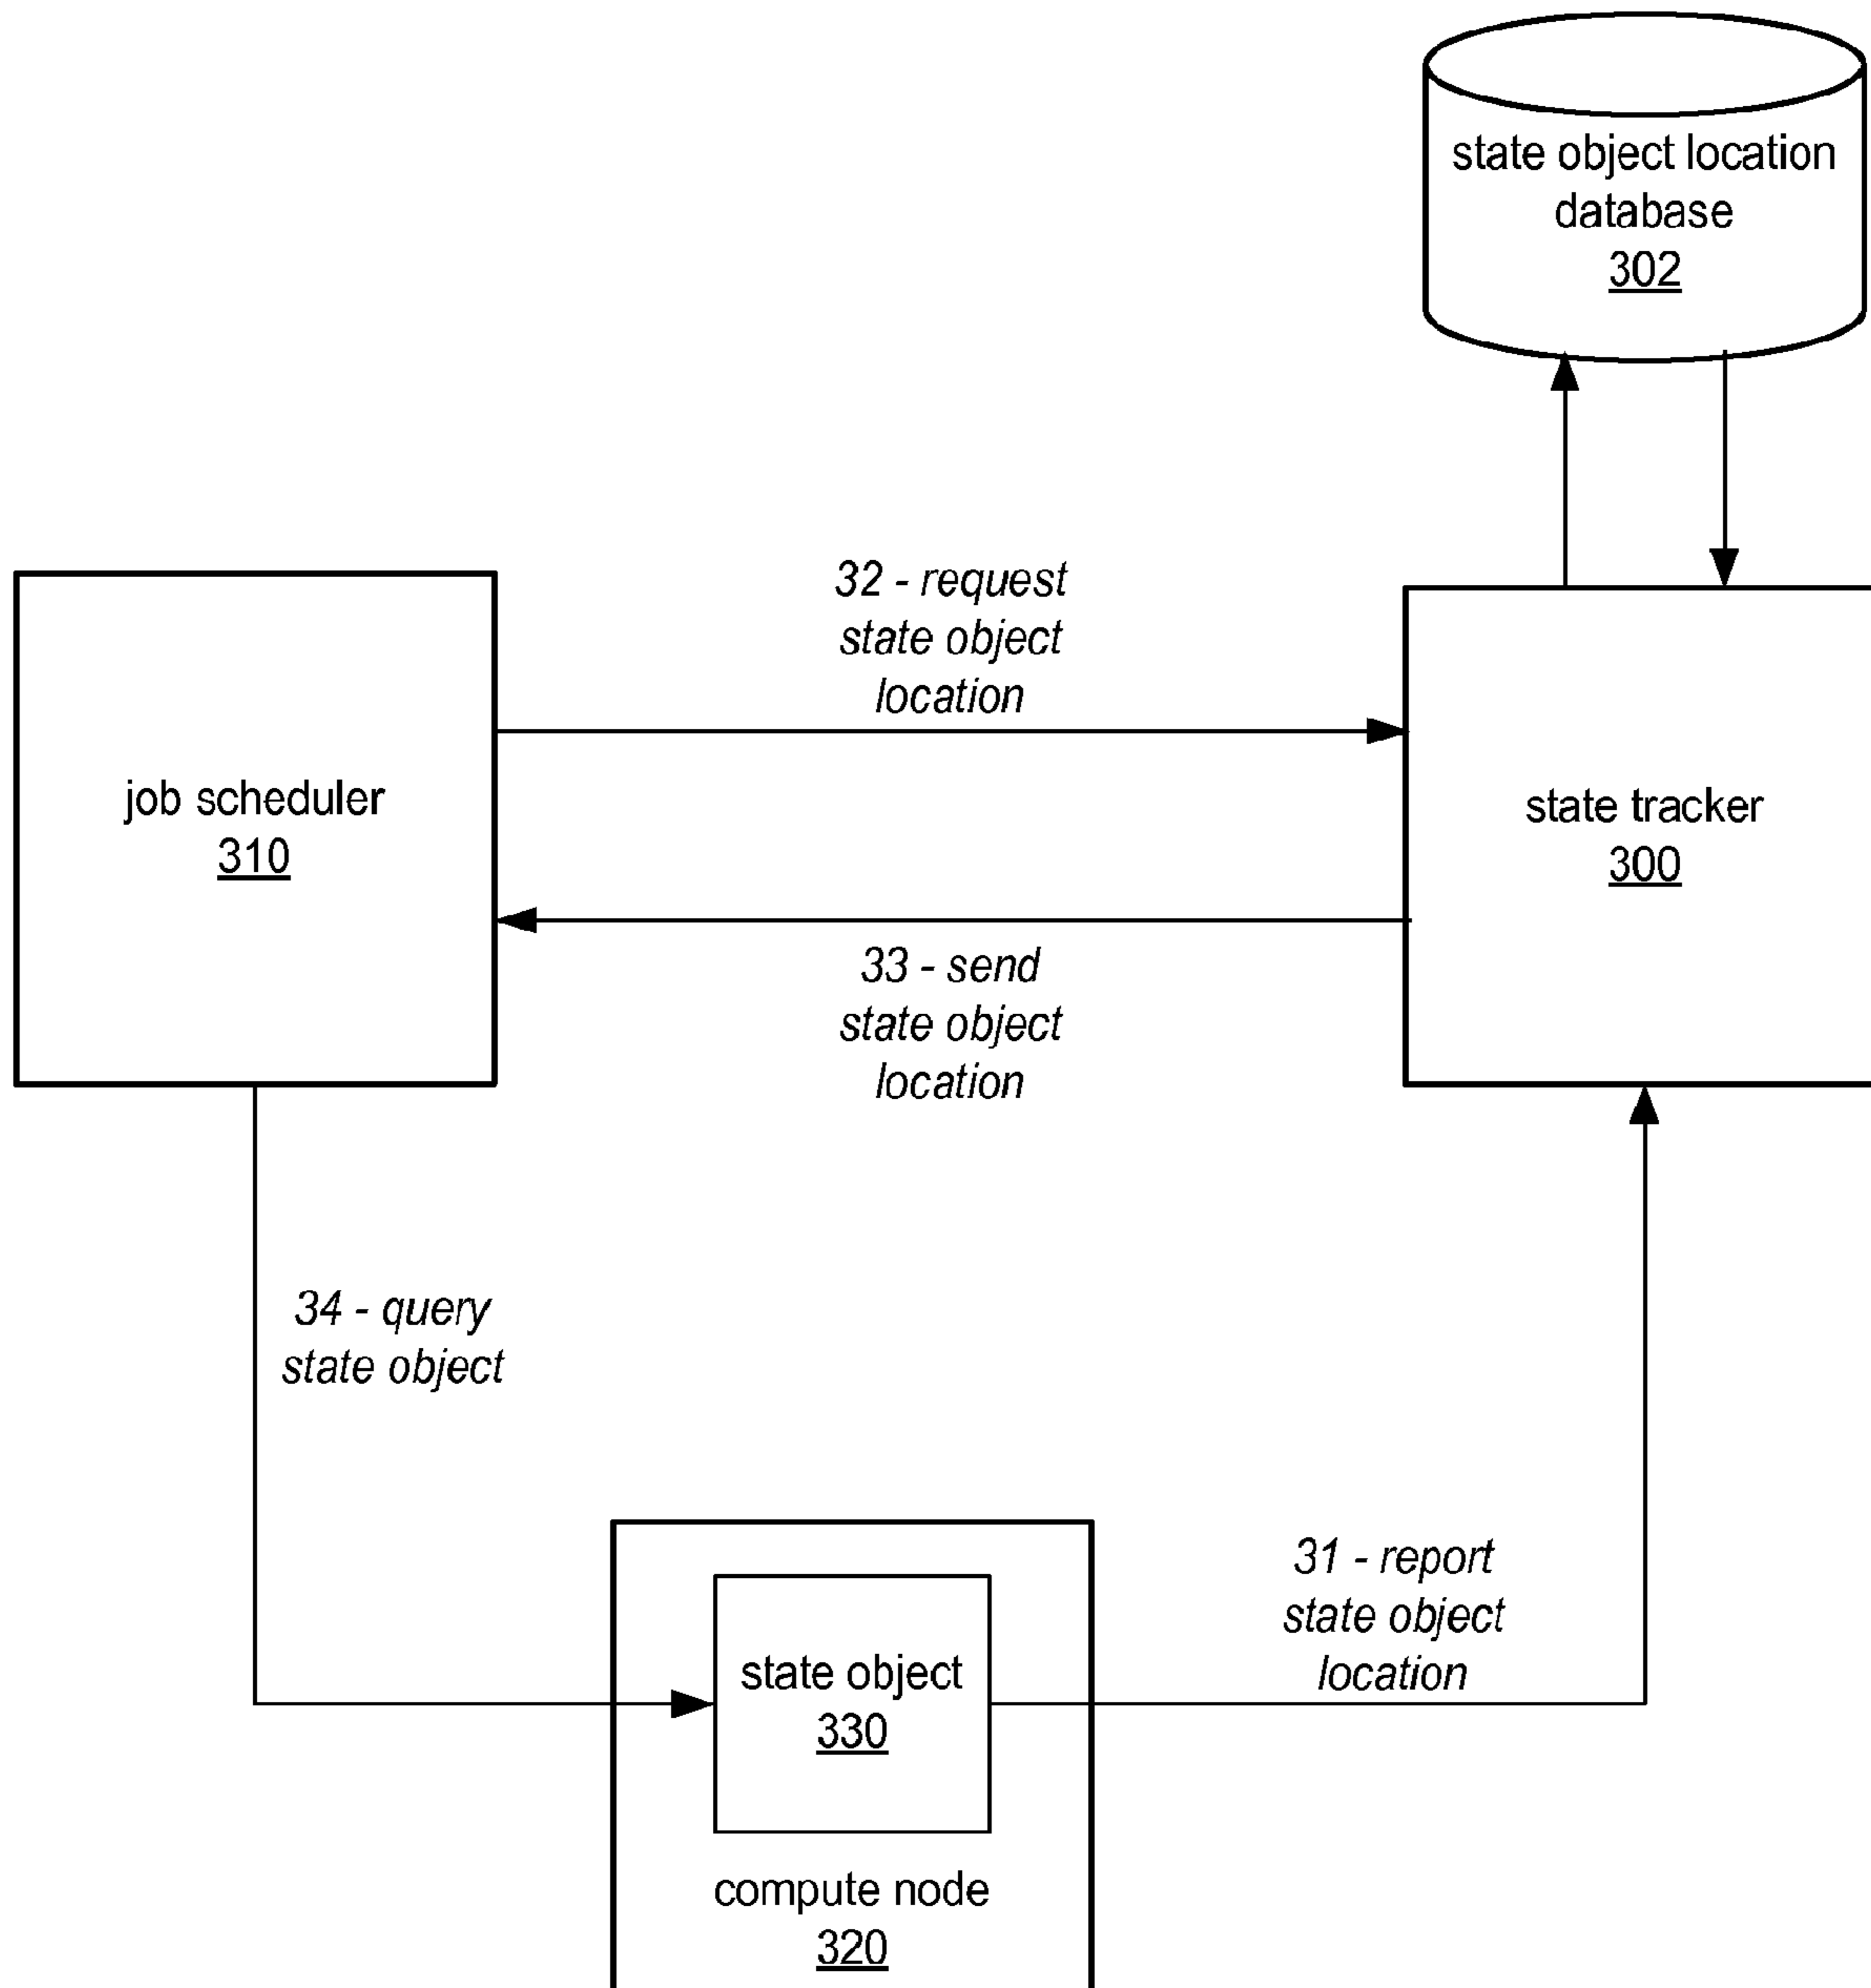 state object location
database
302
32 - request
state object
location
job scheduler
310
state tracker
300
33 - send
state object
location
34 - query
state object
31 - report
state object
location
state object
330
compute node
320